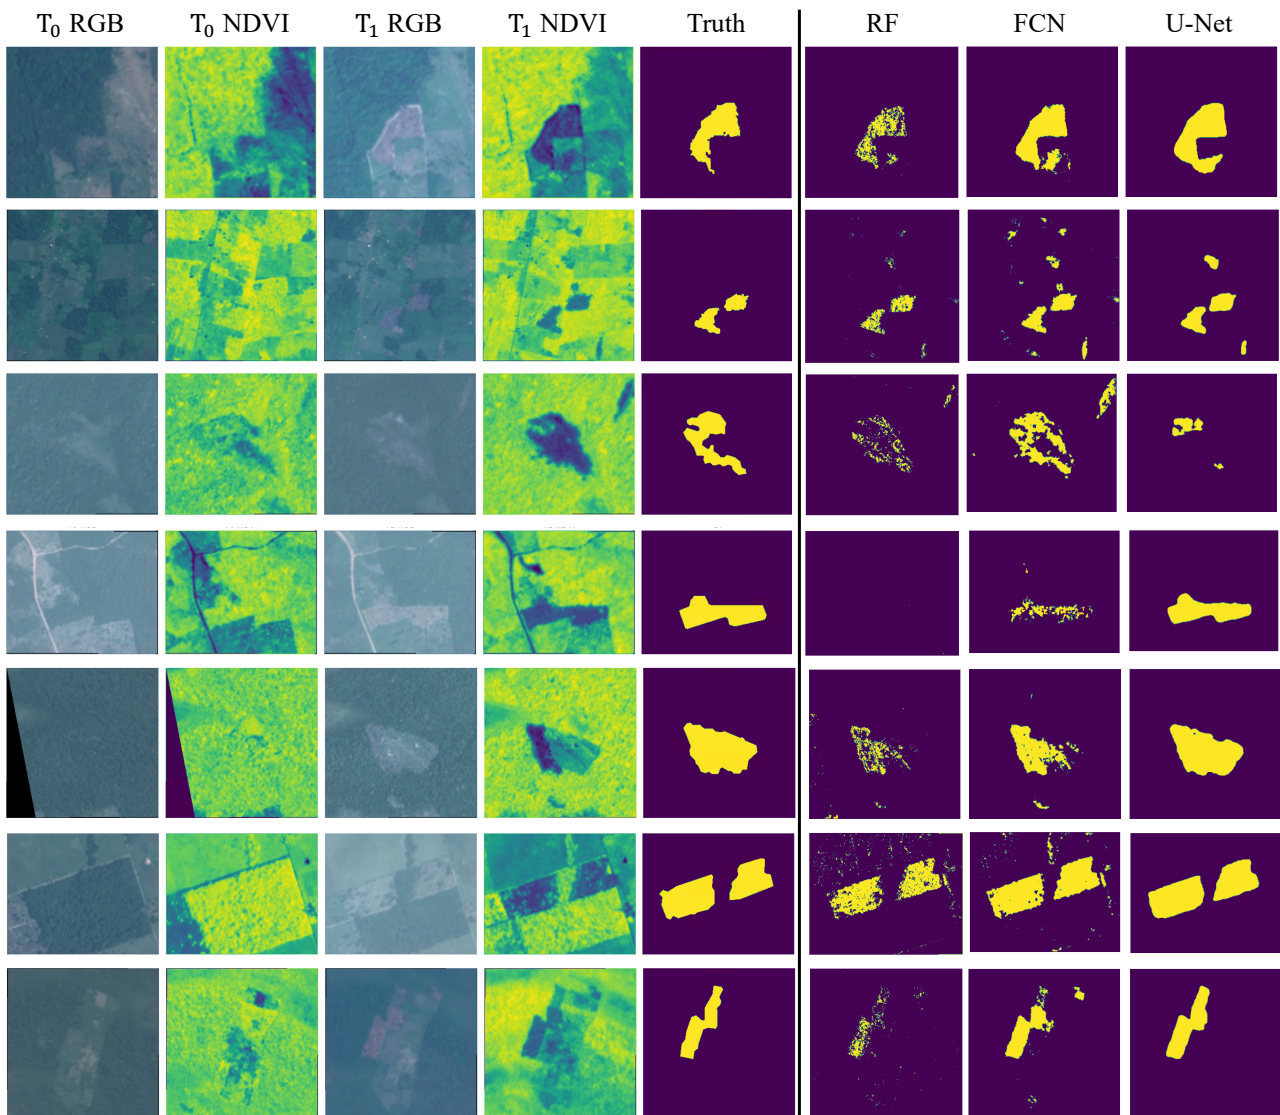 T₀ RGB T₀ NDVI T₁ RGB T₁ NDVI Truth RF FCN U-Net